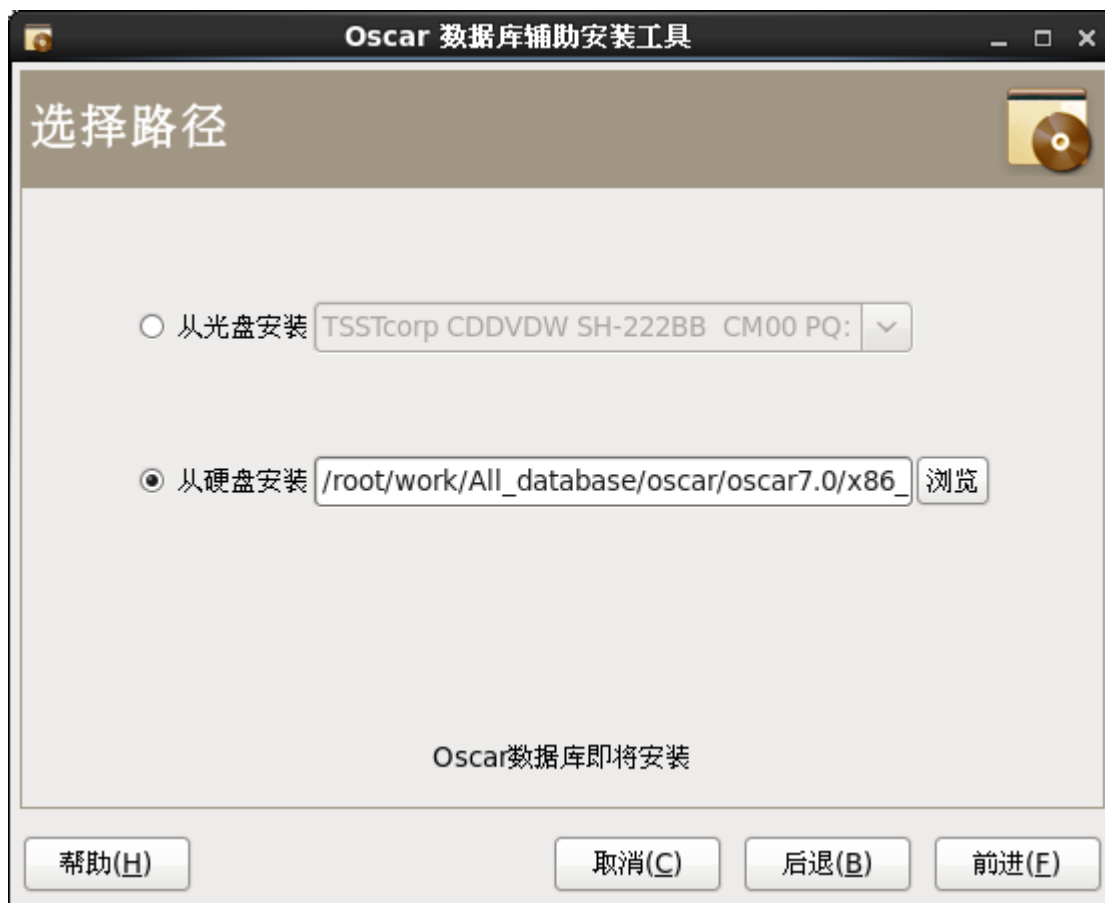 Oscar 数据库辅助安装工具
选择路径
从光盘安装 TSSTcorp CDDVDW SH-222BB  CM00 PQ:
从硬盘安装 /root/work/All_database/oscar/oscar7.0/x86_ 浏览
Oscar数据库即将安装
帮助(H) 取消(C) 后退(B) 前进(F)